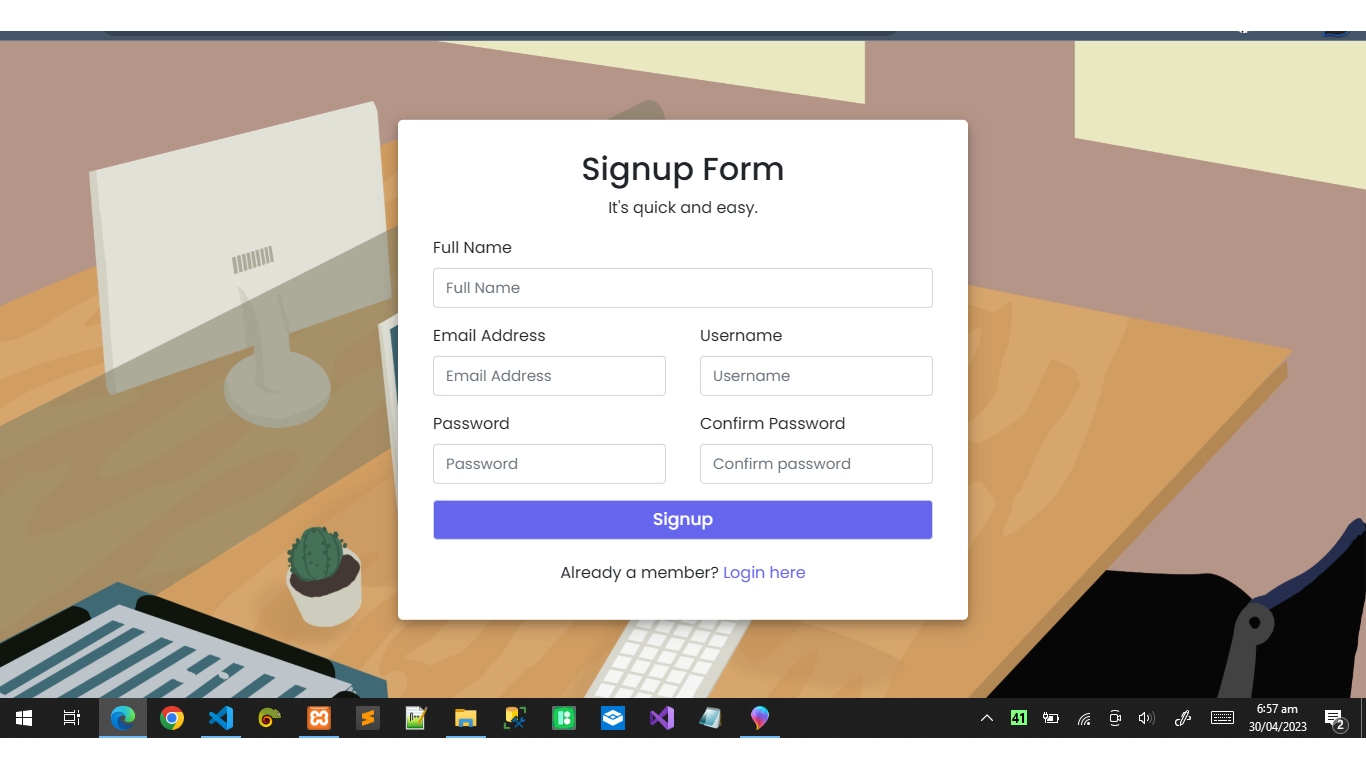 Signup Form
It's quick and easy.
Full Name
Full Name
Email Address Username
Email Address Username
Password Confirm Password
Password Confirm password
Signup
Already a member? Login here
41
6:57 am
30/04/2023
2